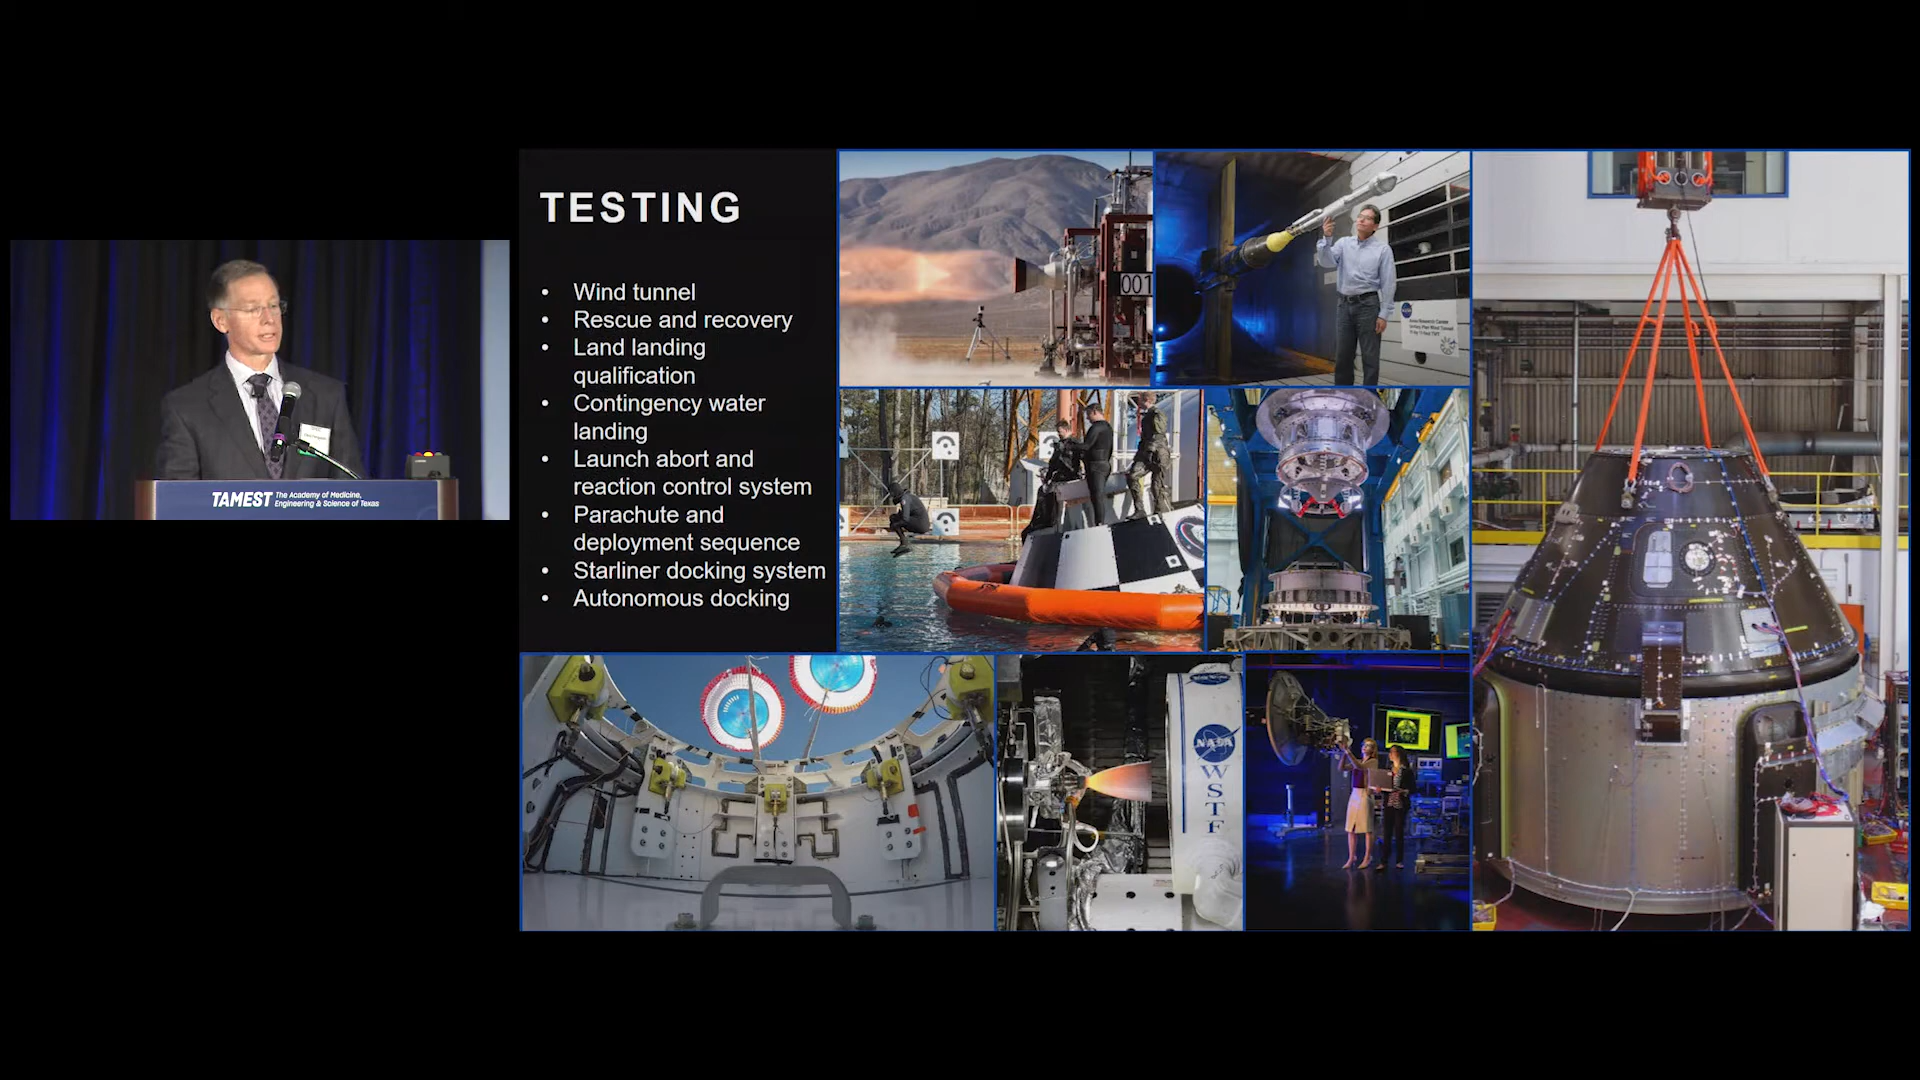 TESTING
• Wind tunnel
• Rescue and recovery
• Land landing
qualification
• Contingency water
landing
• Launch abort and
reaction control system
• Parachute and
deployment sequence
• Starliner docking system
• Autonomous docking
TAMEST The Academy of Medicine,
Engineering & Science of Texas
001
NASA
WSTF